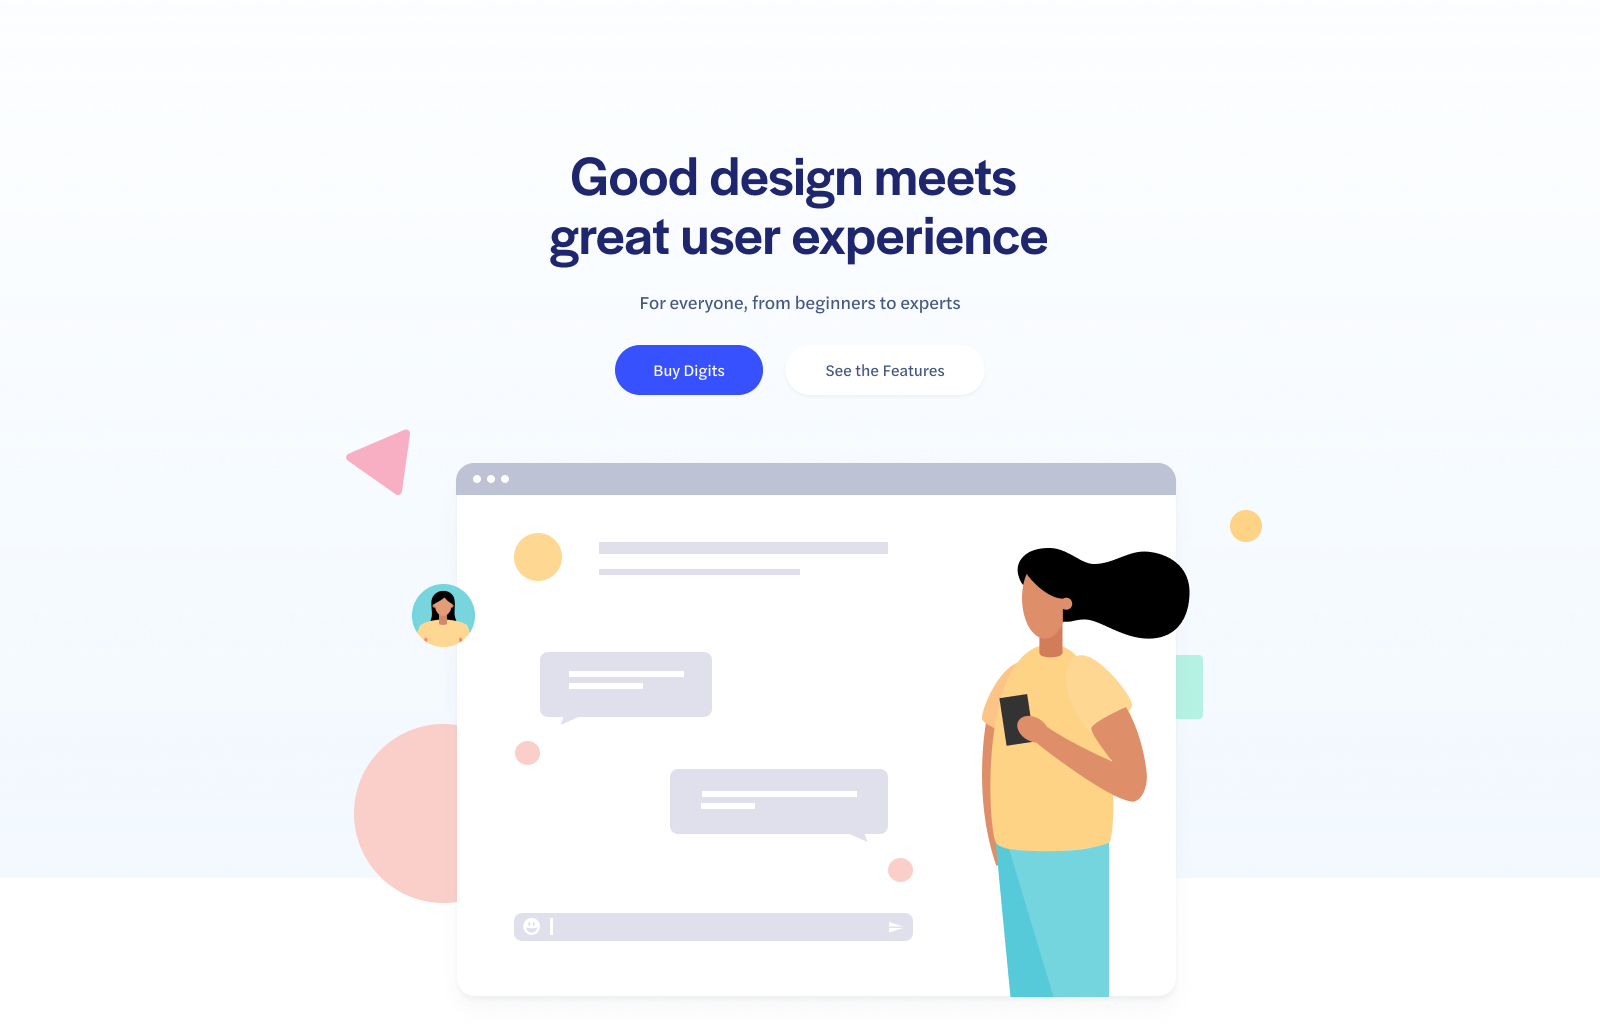 Good design meets
great user experience
For everyone, from beginners to experts
Buy Digits
See the Features